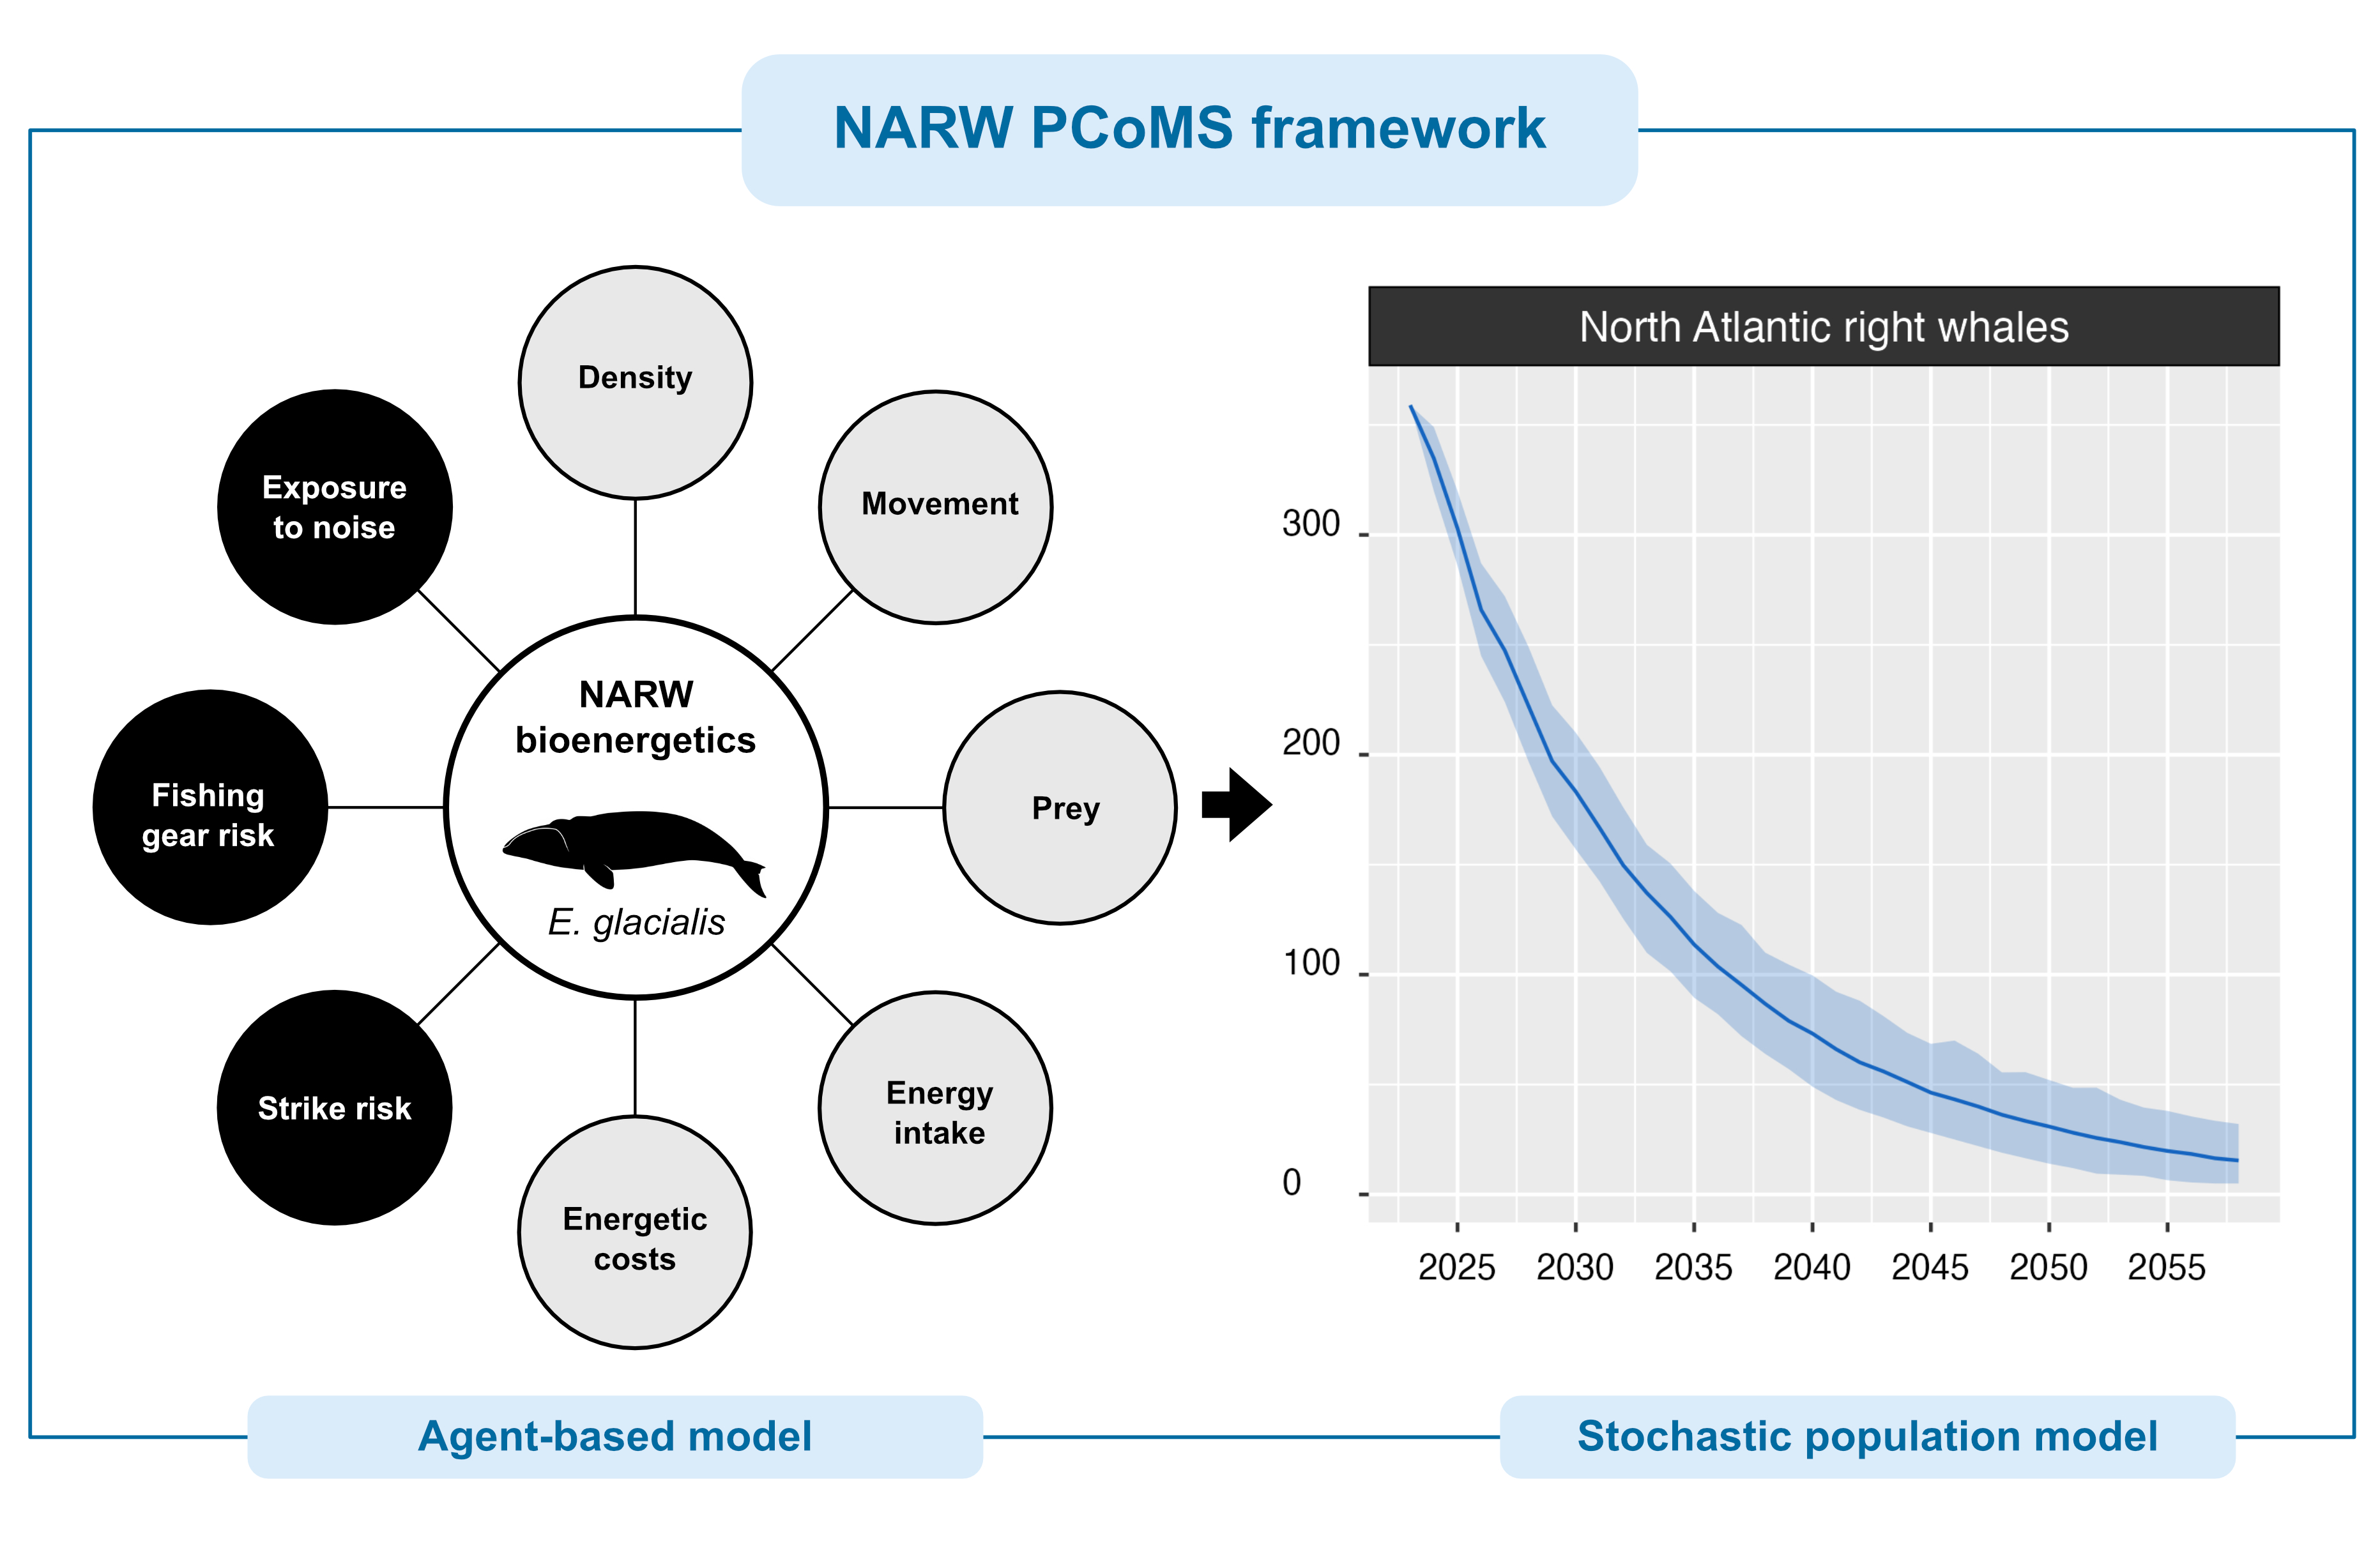 NARW PCoMS framework
Density
Movement
Exposure
to noise
NARW
bioenergetics
E. glacialis
Fishing
gear risk
Prey
Strike risk
Energy
intake
Energetic
costs
Agent-based model
North Atlantic right whales
300
200
100
0
2025 2030 2035 2040 2045 2050 2055
Stochastic population model